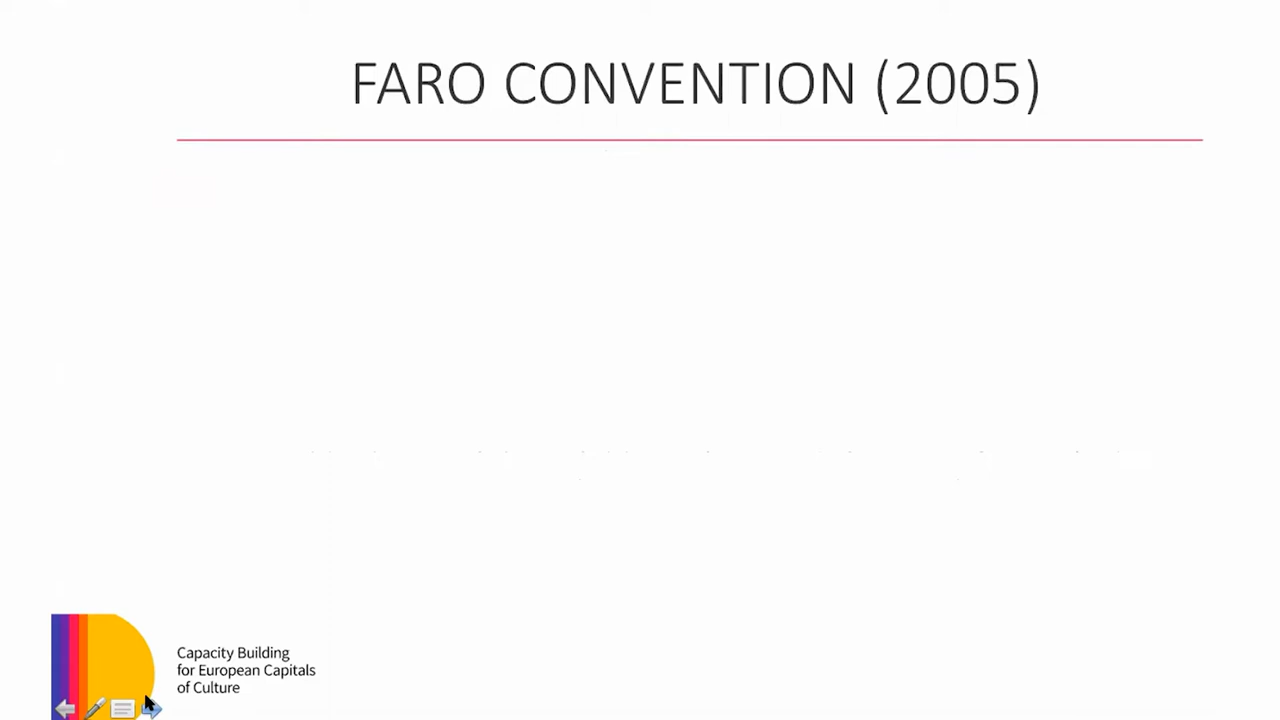 FARO CONVENTION (2005)
Capacity Building
for European Capitals
of Culture